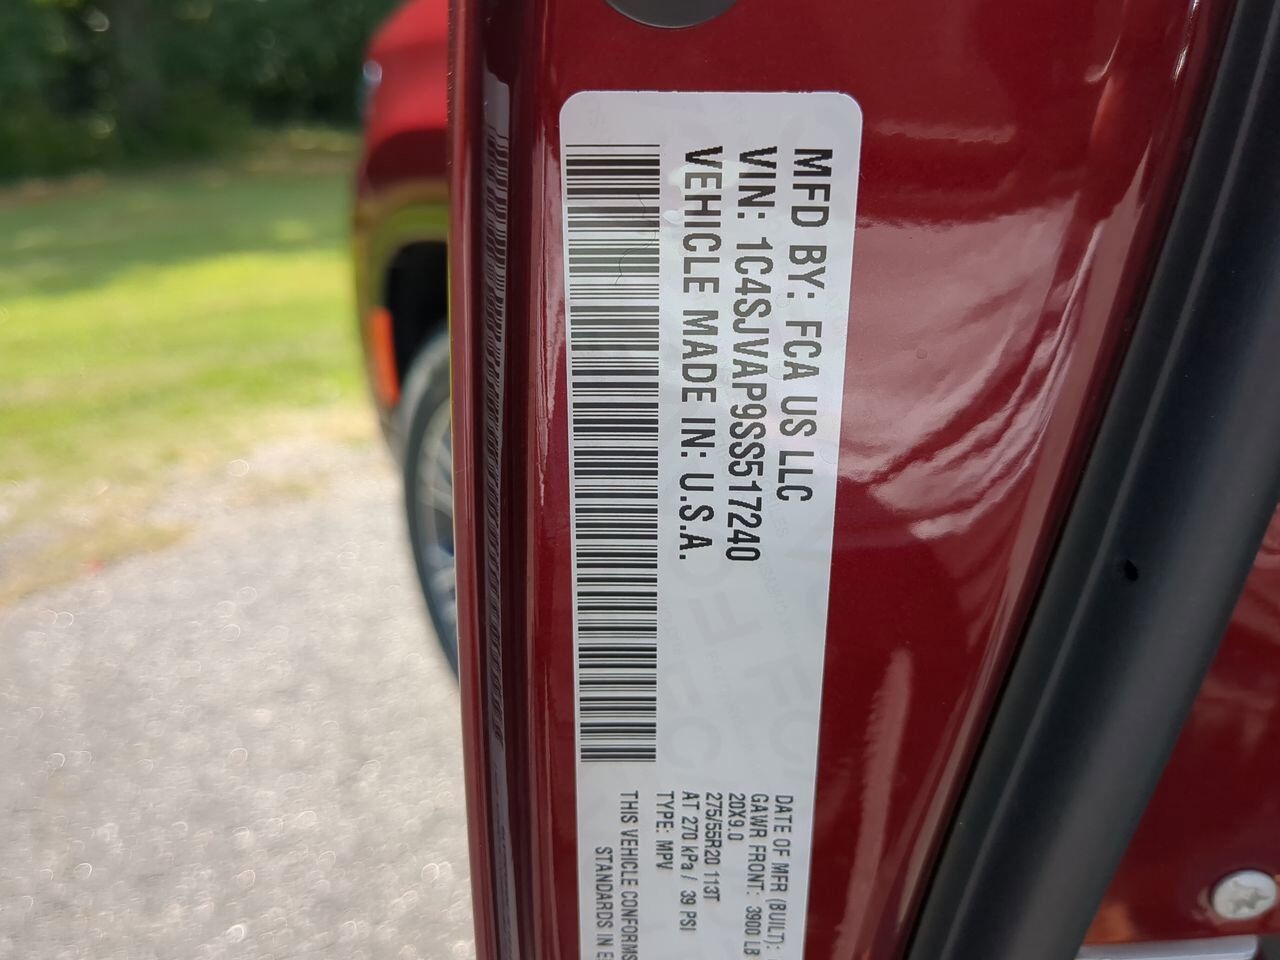 MFD BY: FCA US LLC
VIN: 1C4SJVAP9SS517240
VEHICLE MADE IN: U.S.A.
DATE OF MFR (BUILT):
GAWR FRONT: 3900 LB
20X9.0
275/55R20 113T
AT 270 kPa / 39 PSI
TYPE: MPV
THIS VEHICLE CONFORMS
STANDARDS IN